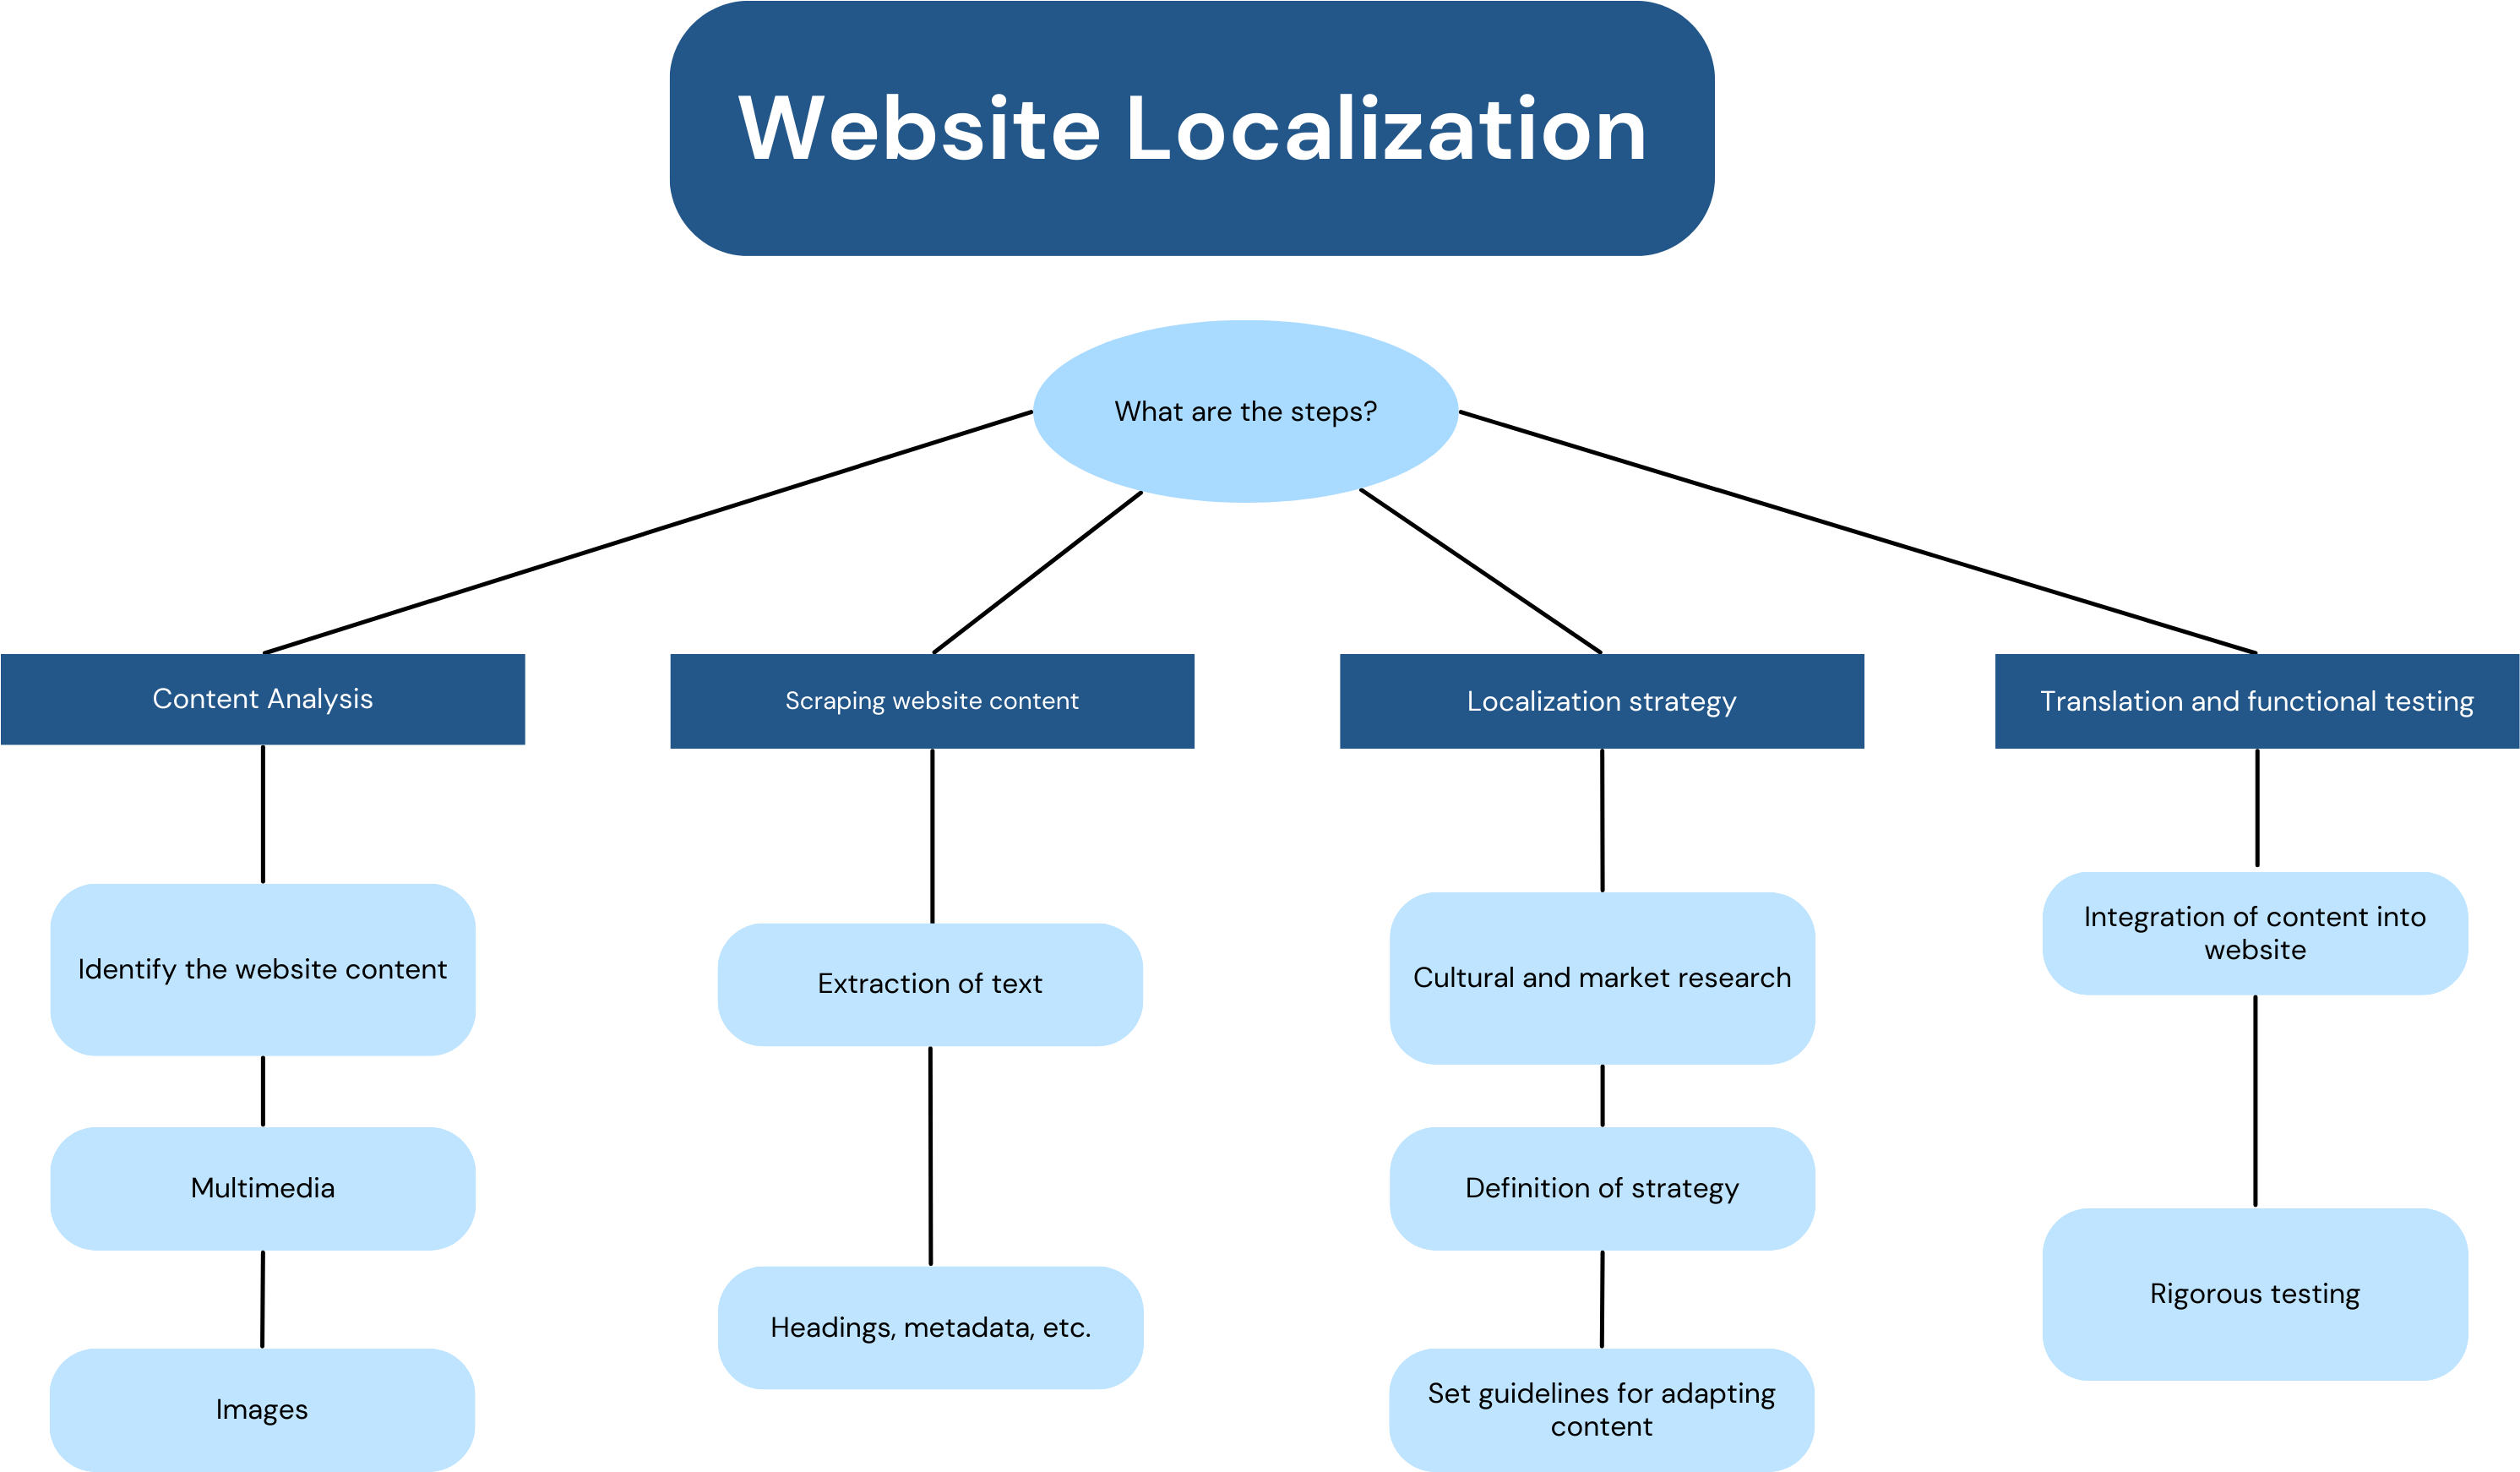 Website Localization
What are the steps?
Content Analysis
Scraping website content
Localization strategy
Translation and functional testing
Identify the website content
Multimedia
Images
Extraction of text
Headings, metadata, etc.
Cultural and market research
Definition of strategy
Set guidelines for adapting
content
Integration of content into
website
Rigorous testing